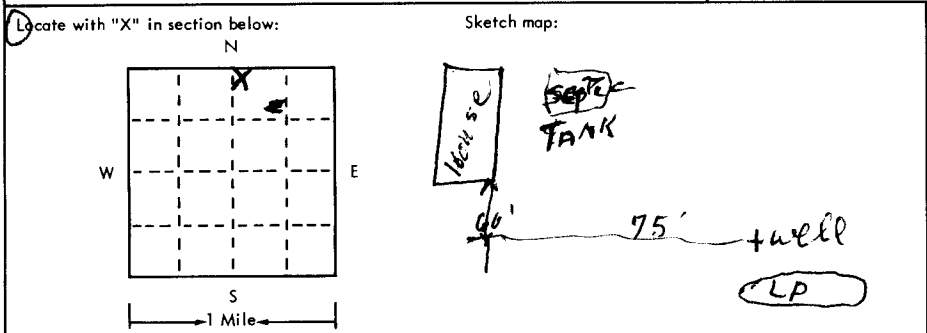 Locate with "X" in section below:
Sketch map:
N
X
W
E
S
1 Mile
house
septic
TANK
60'
75'
+well
LP